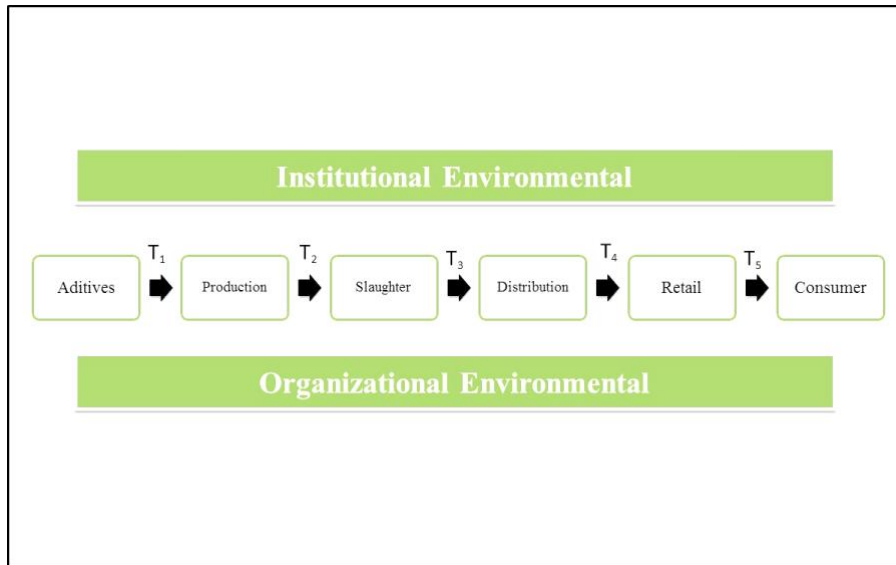 Institutional Environmental
T₁ T₂ T₃ T₄ T₅
Aditives Production Slaughter Distribution Retail Consumer
Organizational Environmental